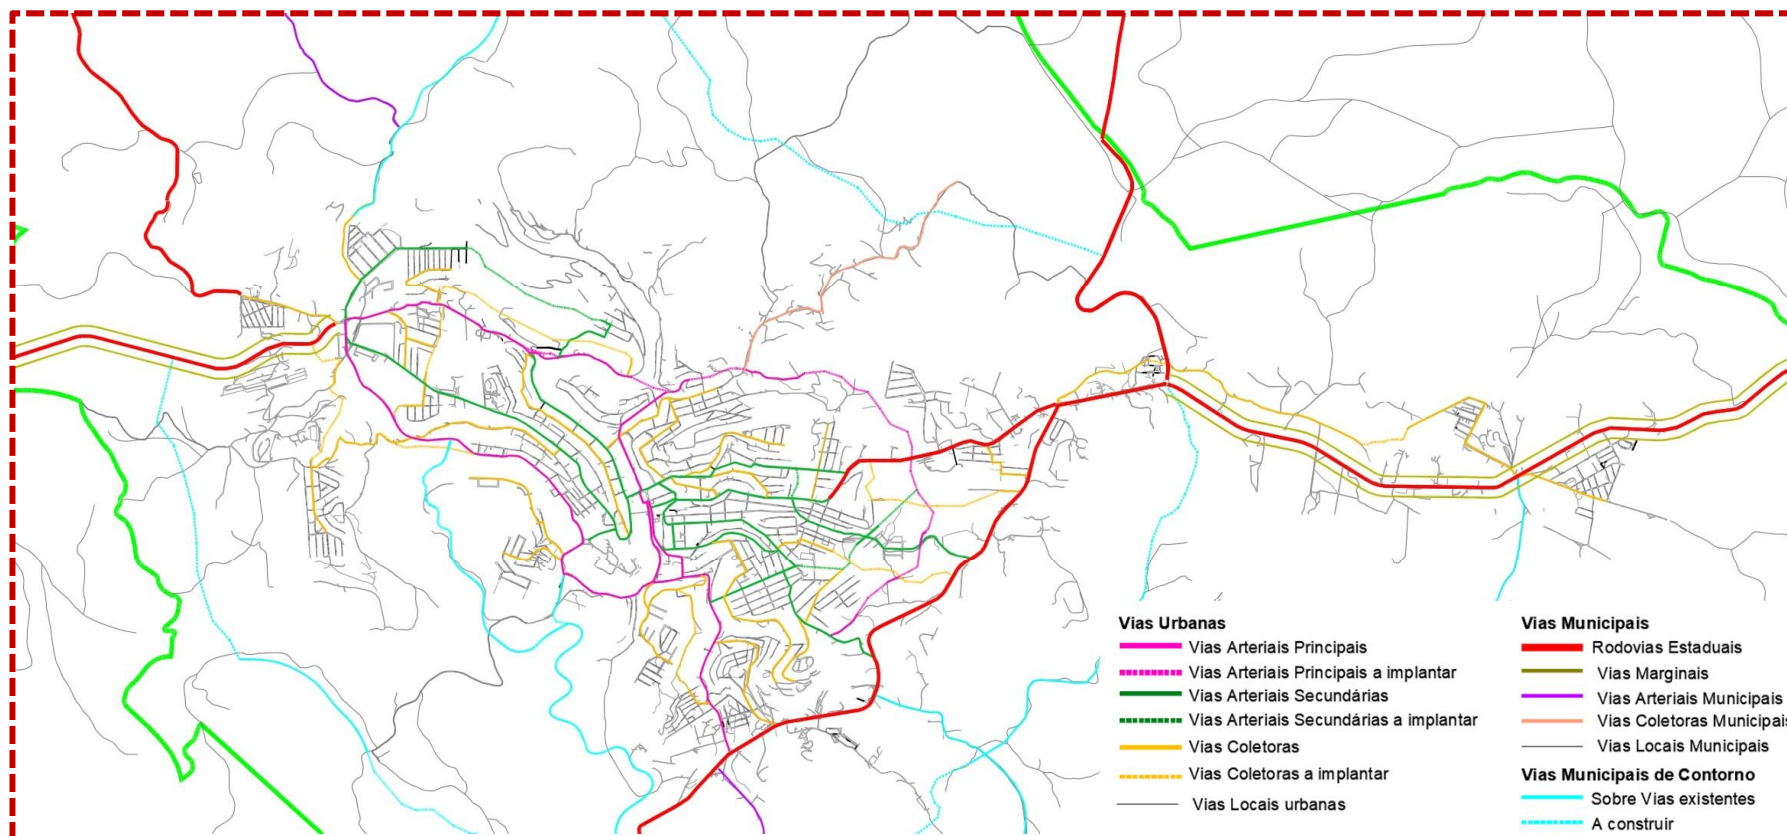 Vias Urbanas
Vias Arteriais Principais
Vias Arteriais Principais a implantar
Vias Arteriais Secundárias
Vias Arteriais Secundárias a implantar
Vias Coletoras
Vias Coletoras a implantar
Vias Locais urbanas
Vias Municipais
Rodovias Estaduais
Vias Marginais
Vias Arteriais Municipais
Vias Coletoras Municipais
Vias Locais Municipais
Vias Municipais de Contorno
Sobre Vias existentes
A construir